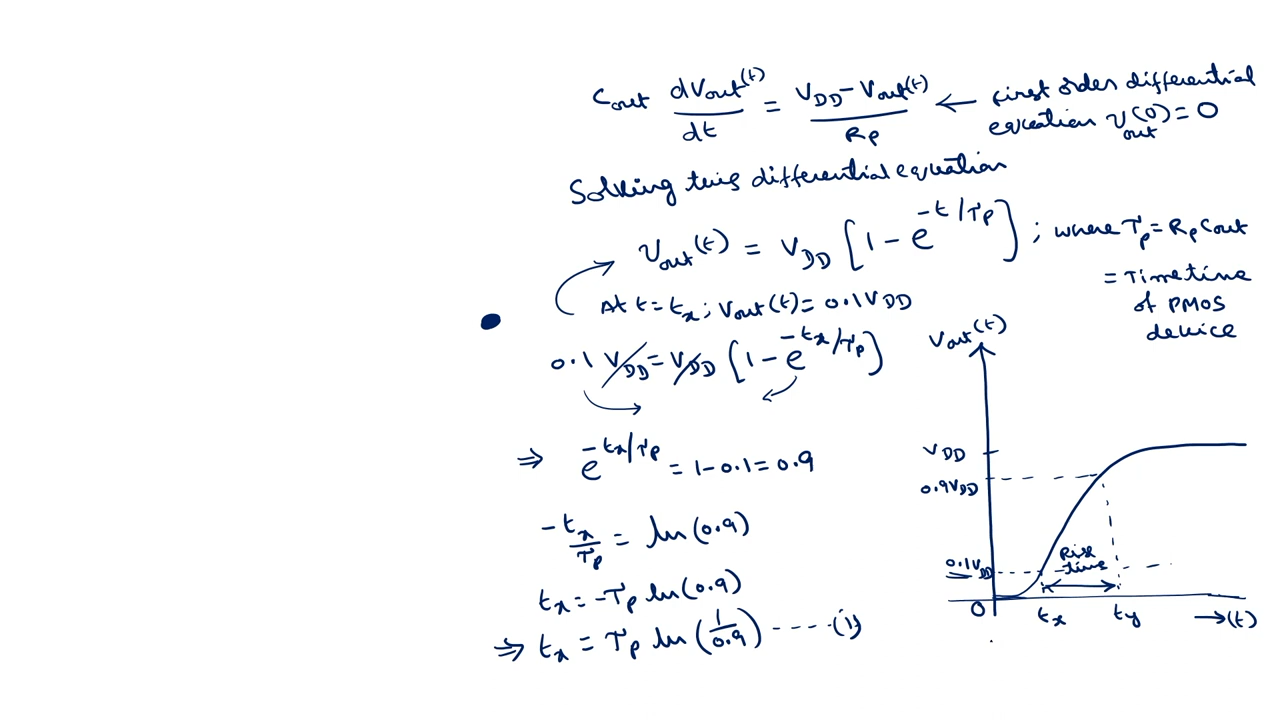 Cout dVout(t)/dt = VDD - Vout(t)/Rp ← First order differential
equation Vout(0) = 0
Solving this differential equation
Vout(t) = VDD [1 - e^-t/τp] ; where τp = Rp Cout
= Time time
of PMOS
device
At t = tx ; Vout(t) = 0.1 VDD
0.1 VDD = VDD [1 - e^-tx/τp]
⇒ e^-tx/τp = 1 - 0.1 = 0.9
-tx/τp = ln(0.9)
tx = -τp ln(0.9)
⇒ tx = τp ln(1/0.9) ----(1)
Vout(t)
VDD
0.9VDD
0.1VDD
Rise
time
0
tx
ty
→(t)